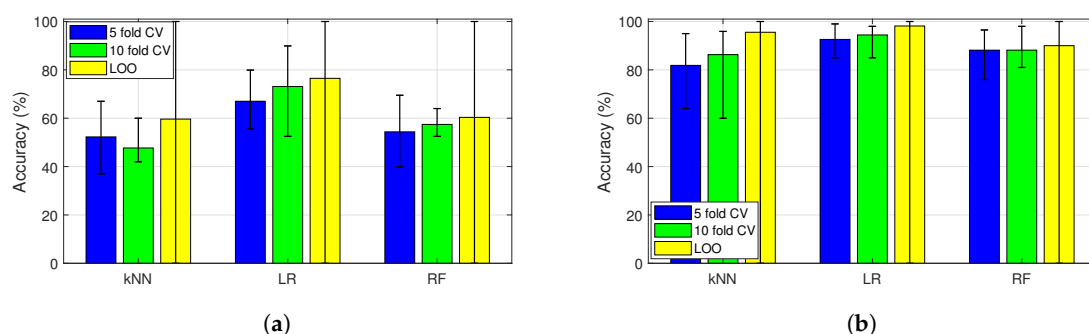 100
80
60
40
20
0
Accuracy (%)
5 fold CV
10 fold CV
LOO
kNN
LR
RF
(a)
100
80
60
40
20
0
Accuracy (%)
5 fold CV
10 fold CV
LOO
kNN
LR
RF
(b)